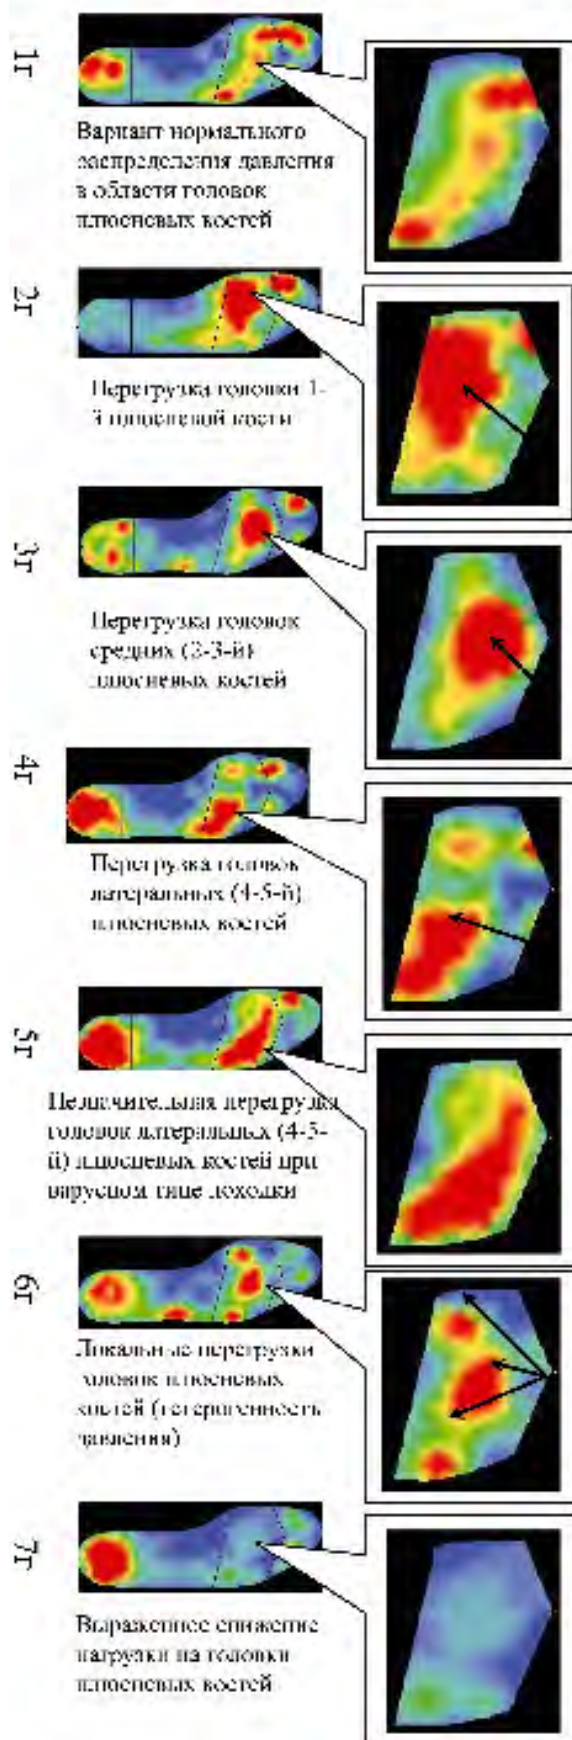 1г
Вариант нормального
распределения давления
в области головок
плюсневых костей
2г
Перегрузка головки 1-
й плюсневой кости
3г
Перегрузка головок
средних (2-3-й)
плюсневых костей
4г
Перегрузка головок
латеральных (4-5-й)
плюсневых костей
5г
Незначительная перегрузка
головок латеральных (4-5-
й) плюсневых костей при
варусном типе походки
6г
Локальные перегрузки
головок плюсневых
костей (гетерогенность
давления)
7г
Выраженное снижение
нагрузки на головки
плюсневых костей